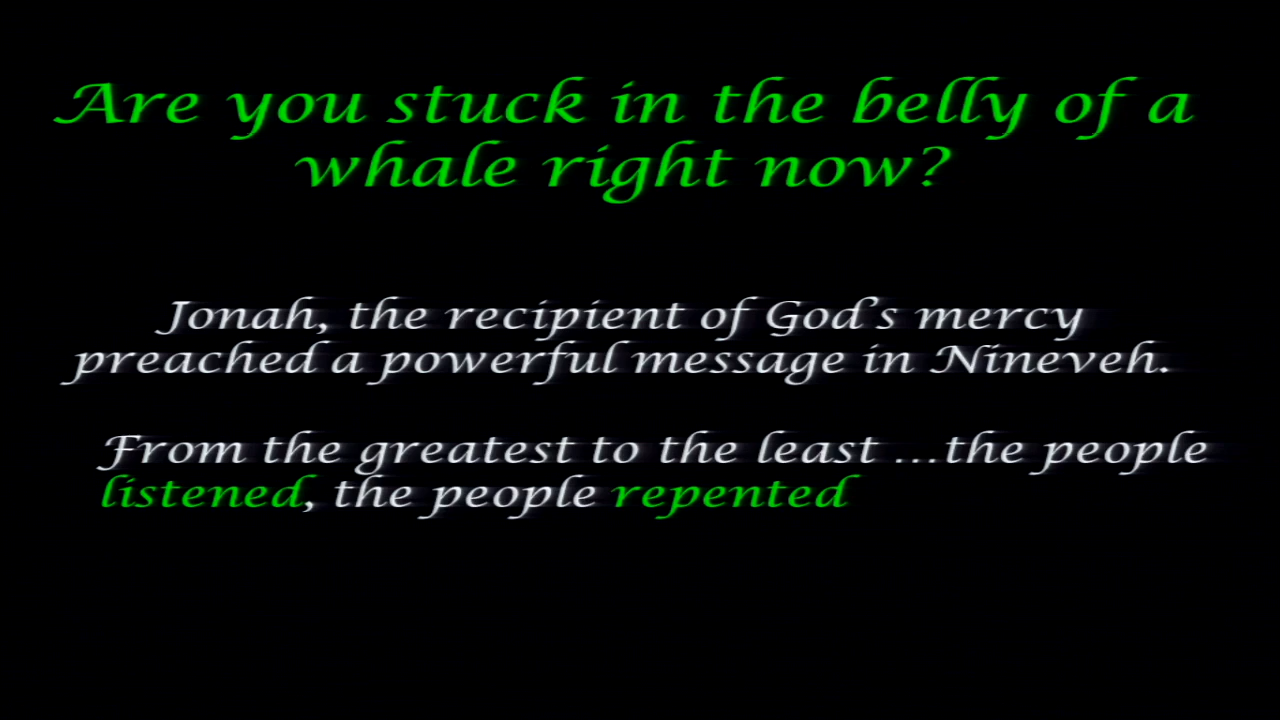 Are you stuck in the belly of a
whale right now?
Jonah, the recipient of God's mercy
preached a powerful message in Nineveh.
From the greatest to the least …the people
listened, the people repented